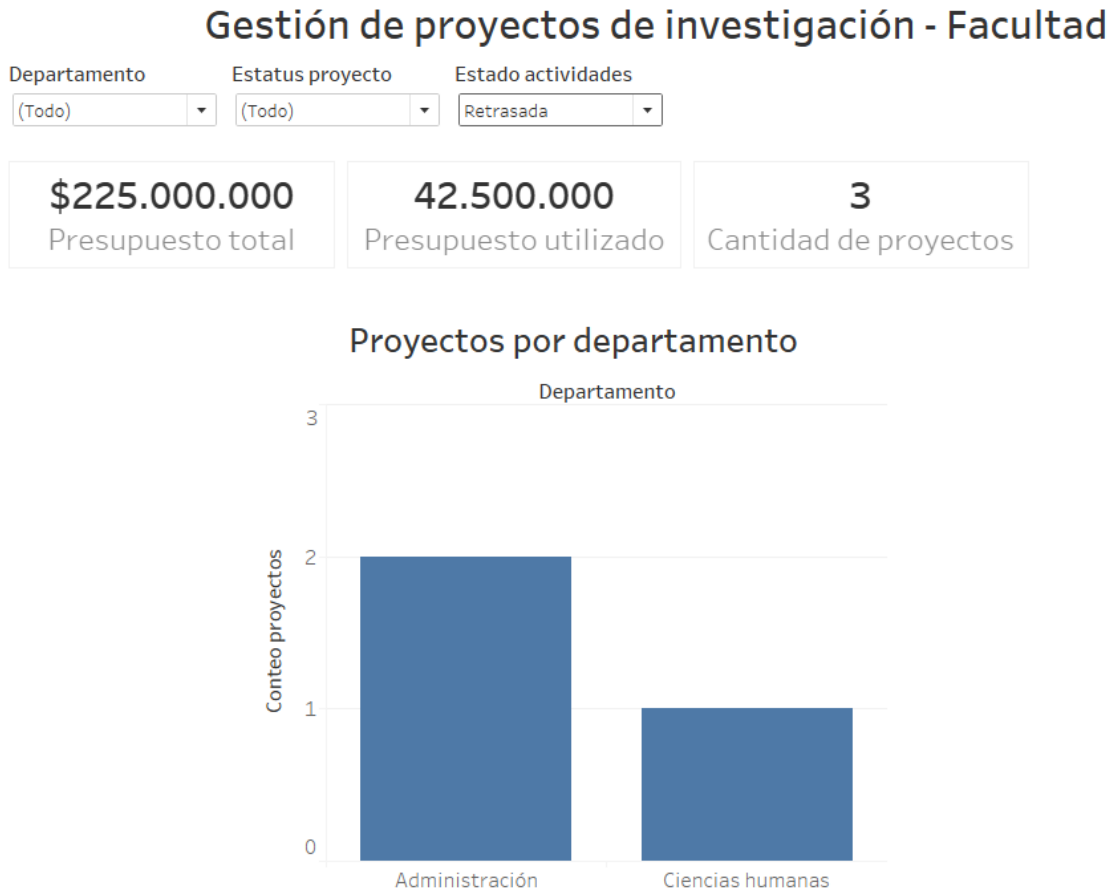 Gestión de proyectos de investigación - Facultad
Departamento Estatus proyecto Estado actividades
(Todo) (Todo) Retrasada
$225.000.000 42.500.000 3
Presupuesto total Presupuesto utilizado Cantidad de proyectos
Proyectos por departamento
Departamento
3
2
1
0
Conteo proyectos
Administración Ciencias humanas